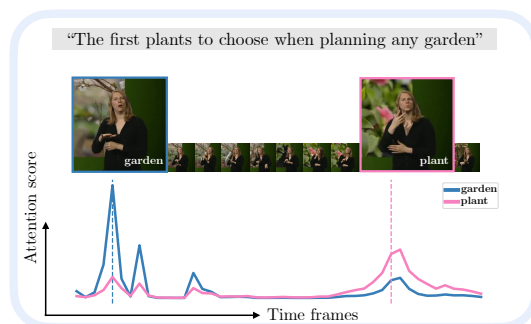 “The first plants to choose when planning any garden”
garden
plant
Attention score
garden
plant
Time frames